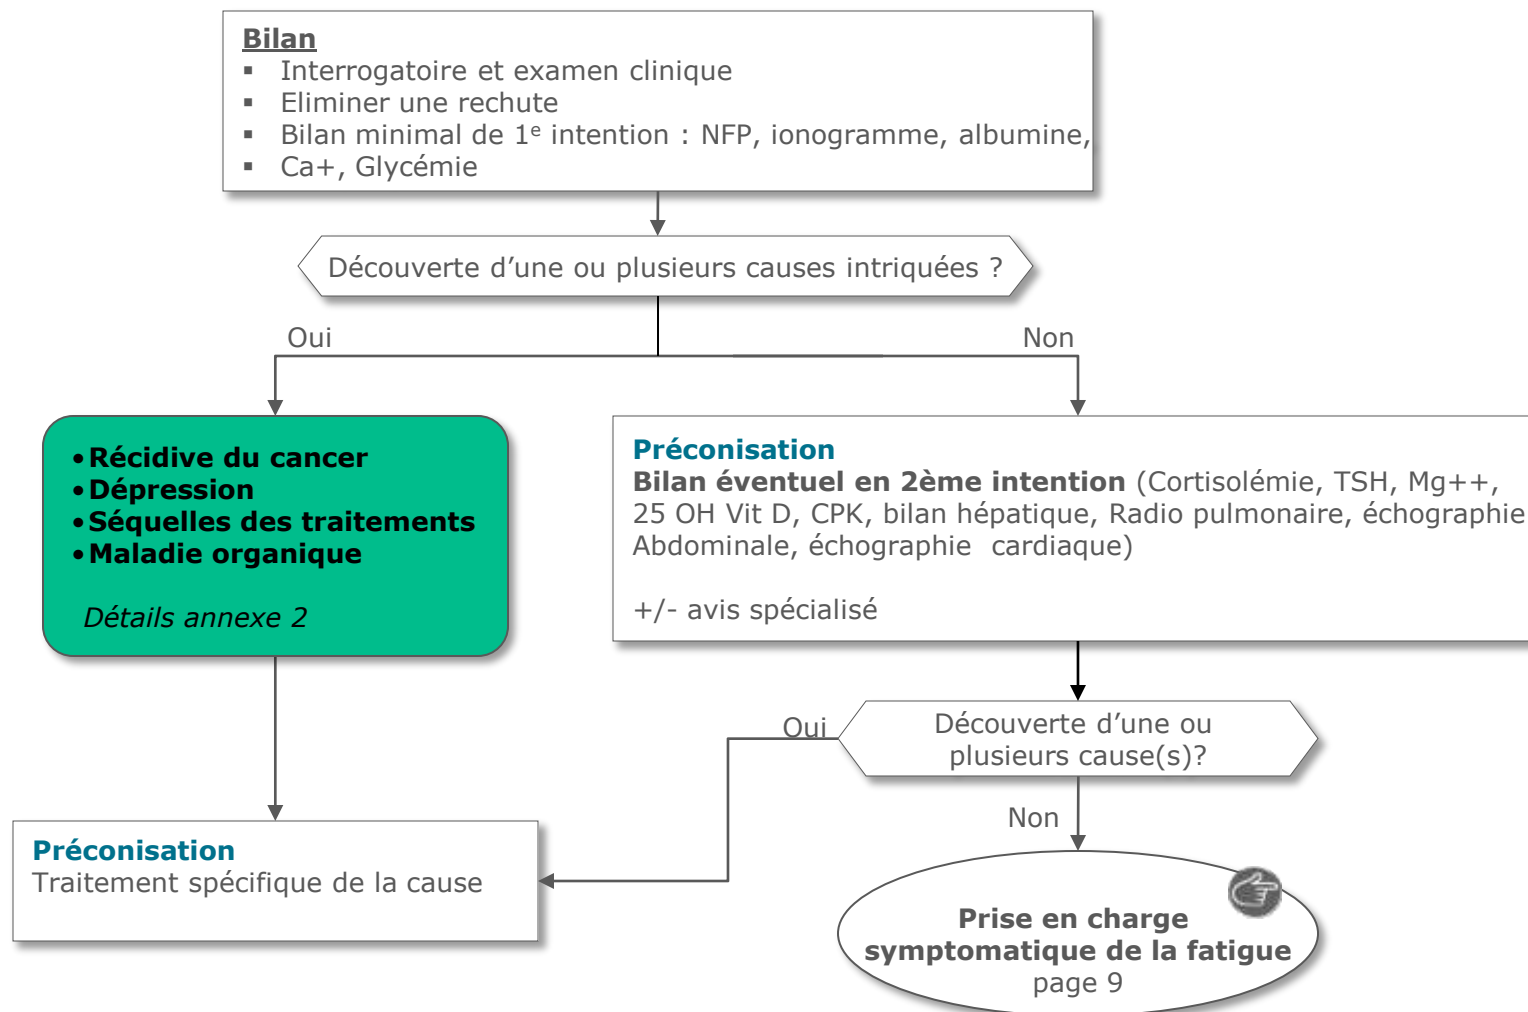 Bilan
▪ Interrogatoire et examen clinique
▪ Eliminer une rechute
▪ Bilan minimal de 1e intention : NFP, ionogramme, albumine,
▪ Ca+, Glycémie
Découverte d’une ou plusieurs causes intriquées ?
Oui
Non
•Récidive du cancer
•Dépression
•Séquelles des traitements
•Maladie organique
Détails annexe 2
Préconisation
Bilan éventuel en 2ème intention (Cortisolémie, TSH, Mg++,
25 OH Vit D, CPK, bilan hépatique, Radio pulmonaire, échographie
Abdominale, échographie cardiaque)
+/- avis spécialisé
Oui
Découverte d’une ou
plusieurs cause(s)?
Non
Préconisation
Traitement spécifique de la cause
Prise en charge
symptomatique de la fatigue
page 9